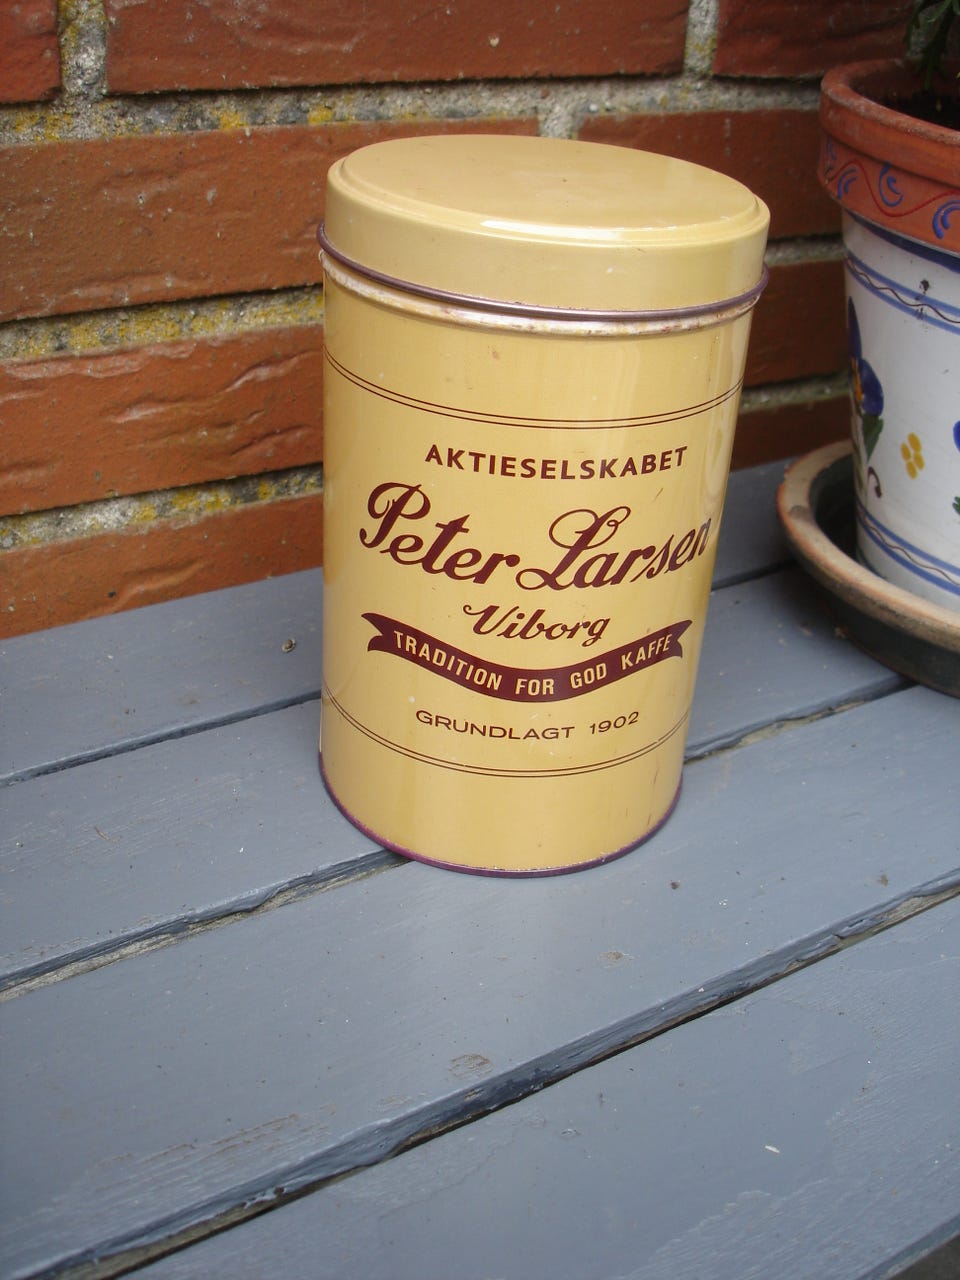 AKTIESELSKABET
Peter Larsen
Viborg
TRADITION FOR GOD KAFFE
GRUNDLAGT 1902